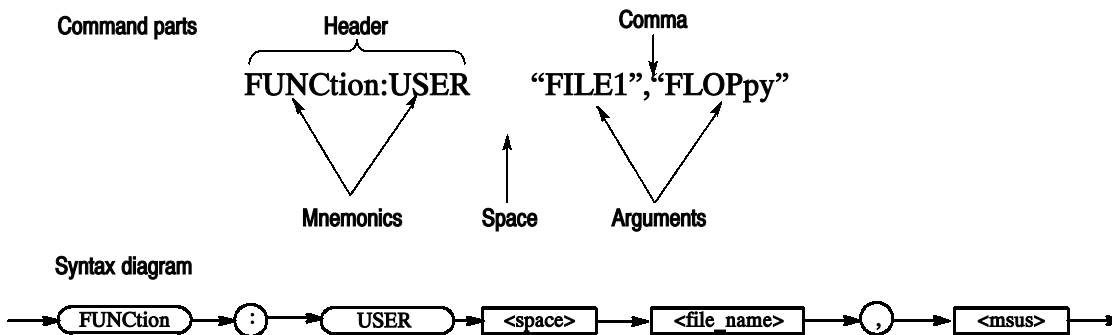 Command parts Header Comma
FUNCtion:USER “FILE1”,“FLOPpy”
Mnemonics Space Arguments
Syntax diagram
FUNCtion : USER <space> <file_name> , <msus>